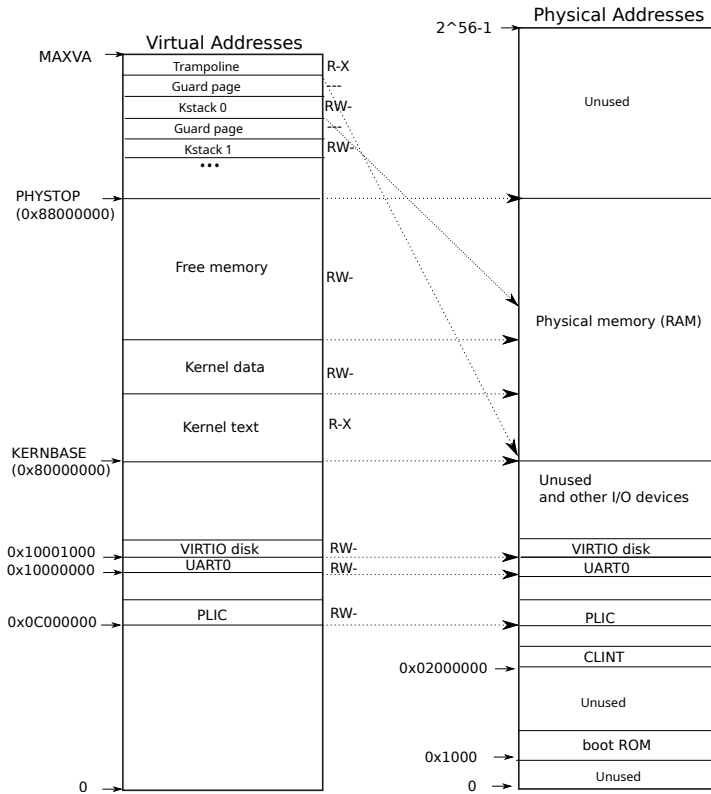 Physical Addresses
2^56-1
Virtual Addresses
MAXVA
Trampoline
R-X
Guard page
---
Kstack 0
RW-
Guard page
---
Kstack 1
RW-
...
Unused
PHYSTOP
(0x88000000)
Free memory
RW-
Physical memory (RAM)
Kernel data
RW-
Kernel text
R-X
KERNBASE
(0x80000000)
Unused
and other I/O devices
0x10001000
VIRTIO disk
RW-
VIRTIO disk
0x10000000
UART0
RW-
UART0
0x0C000000
PLIC
RW-
PLIC
CLINT
0x02000000
Unused
boot ROM
0x1000
Unused
0
0